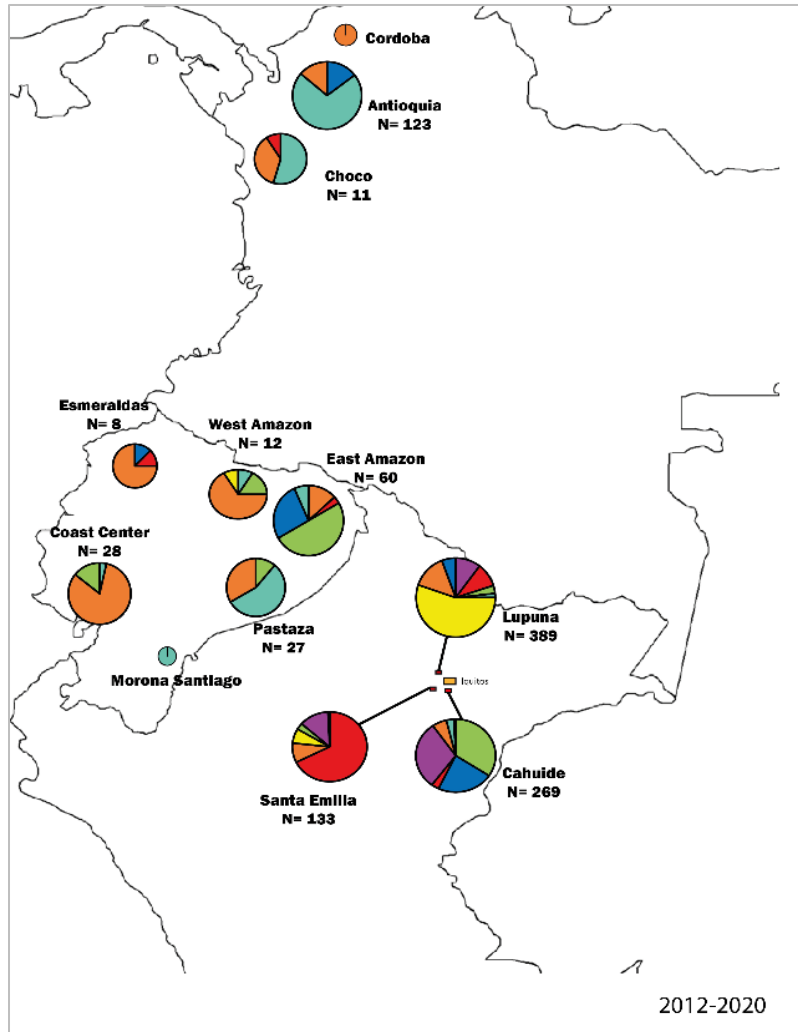 Cordoba
Antioquia
N= 123
Choco
N= 11
Esmeraldas
N= 8
West Amazon
N= 12
East Amazon
N= 60
Coast Center
N= 28
Pastaza
N= 27
Morona Santiago
Lupuna
N= 389
Iquitos
Santa Emilia
N= 133
Cahuide
N= 269
2012-2020